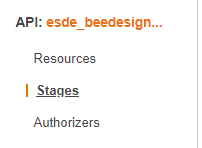 API: esde_beedesign...
Resources
Stages
Authorizers